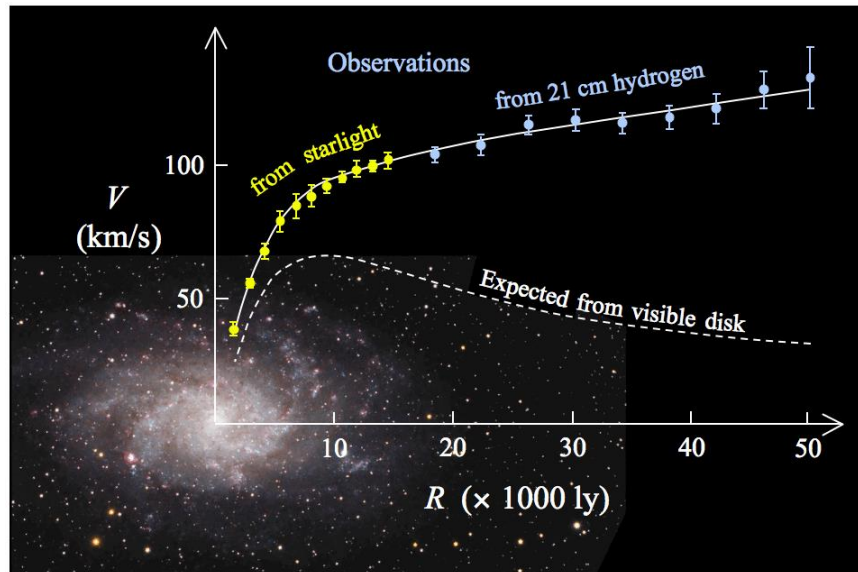 Observations
from 21 cm hydrogen
from starlight
100
V
(km/s)
50
Expected from visible disk
10 20 30 40 50
R (× 1000 ly)